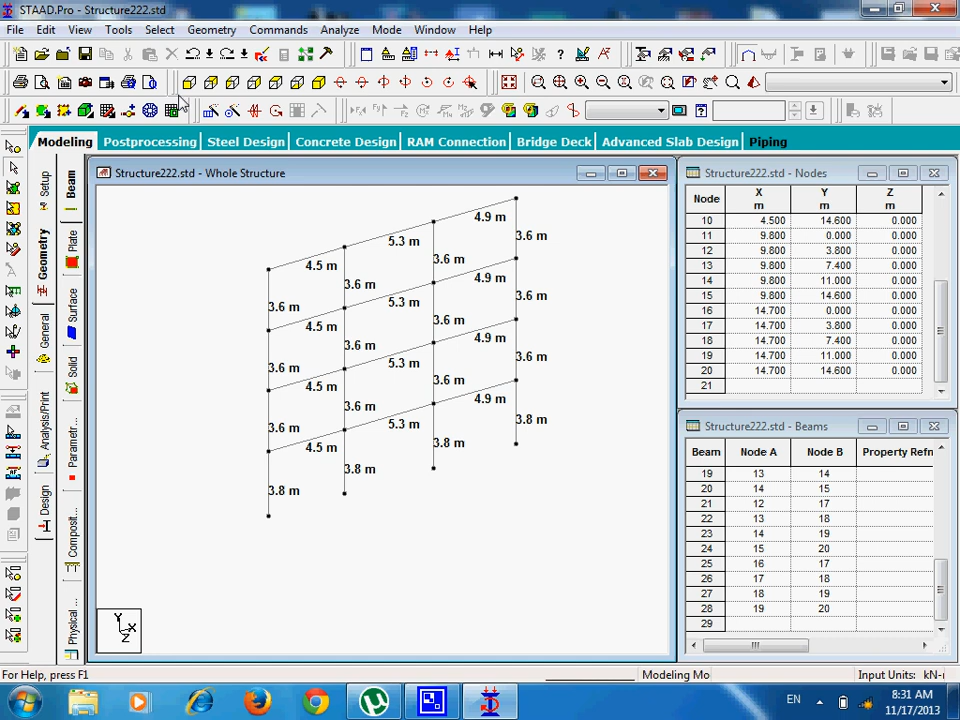 STAAD.Pro - Structure222.std
File Edit View Tools Select Geometry Commands Analyze Mode Window Help
Modeling Postprocessing Steel Design Concrete Design RAM Connection Bridge Deck Advanced Slab Design Piping
Setup
Geometry
General
Analysis/Print
Design
Beam
Plate
Surface
Solid
Parametr...
Composit...
Physical ...
Structure222.std - Whole Structure
4.9 m
5.3 m 3.6 m
4.5 m 3.6 m
3.6 m 4.9 m
3.6 m 5.3 m 3.6 m
4.5 m 3.6 m
3.6 m 4.9 m
3.6 m 5.3 m 3.6 m
4.5 m 3.6 m
3.6 m 4.9 m
3.6 m 5.3 m 3.8 m
4.5 m 3.8 m
3.8 m
3.8 m
Y
X
Z
Structure222.std - Nodes
Node X m Y m Z m
10 4.500 14.600 0.000
11 9.800 0.000 0.000
12 9.800 3.800 0.000
13 9.800 7.400 0.000
14 9.800 11.000 0.000
15 9.800 14.600 0.000
16 14.700 0.000 0.000
17 14.700 3.800 0.000
18 14.700 7.400 0.000
19 14.700 11.000 0.000
20 14.700 14.600 0.000
21
Structure222.std - Beams
Beam Node A Node B Property Refn
19 13 14
20 14 15
21 12 17
22 13 18
23 14 19
24 15 20
25 16 17
26 17 18
27 18 19
28 19 20
29
For Help, press F1 Modeling Mo Input Units: kN-
EN 8:31 AM
11/17/2013